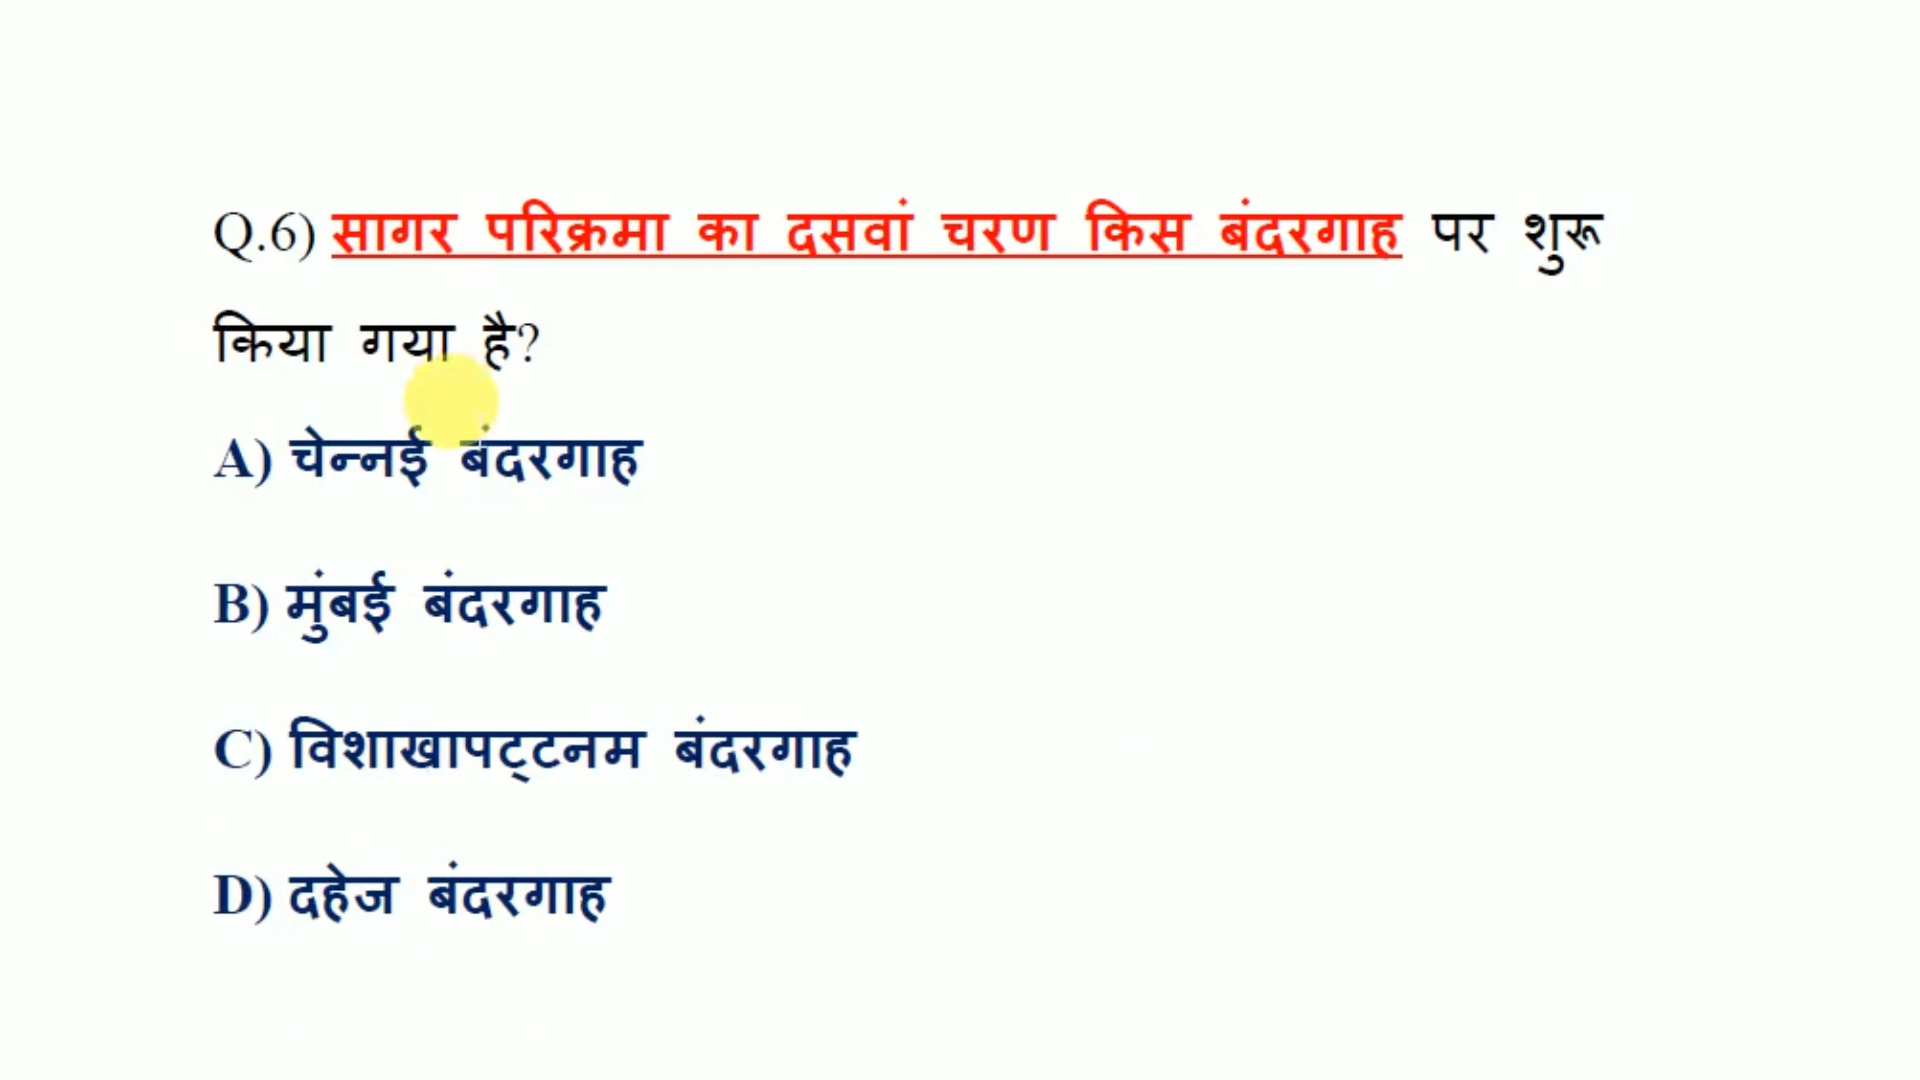 Q.6) सागर परिक्रमा का दसवां चरण किस बंदरगाह पर शुरू
किया गया है?
A) चेन्नई बंदरगाह
B) मुंबई बंदरगाह
C) विशाखापट्टनम बंदरगाह
D) दहेज बंदरगाह